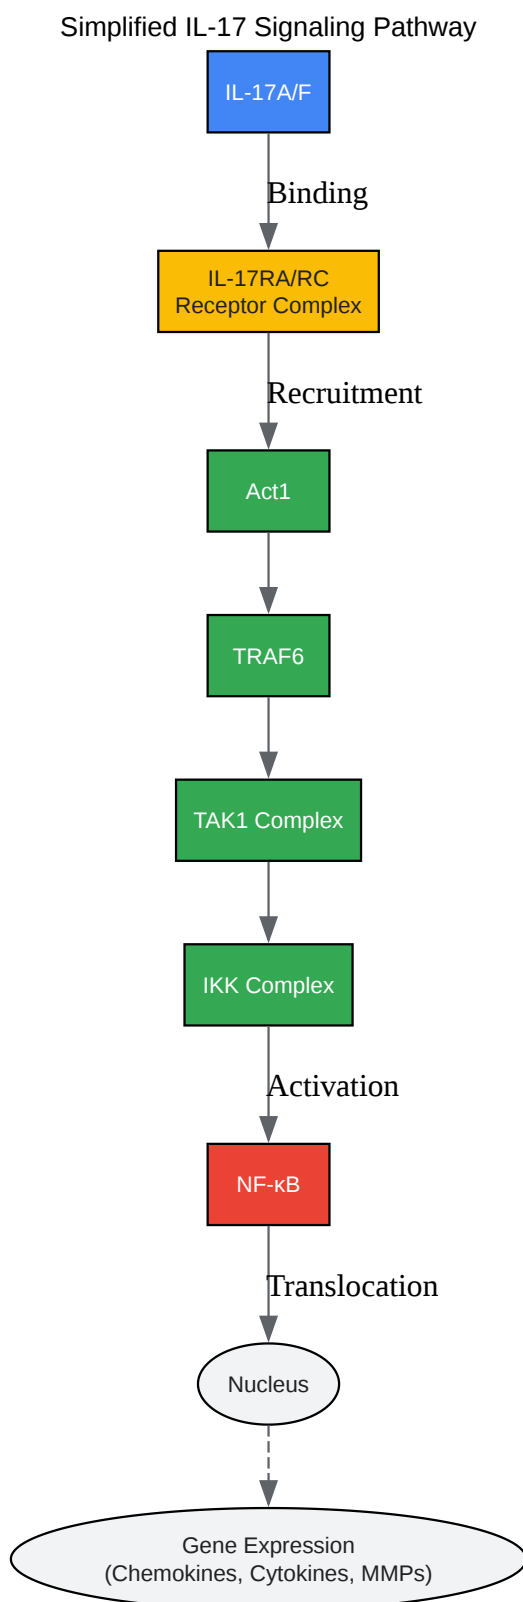 Simplified IL-17 Signaling Pathway
IL-17A/F
Binding
IL-17RA/RC
Receptor Complex
Recruitment
Act1
TRAF6
TAK1 Complex
IKK Complex
Activation
NF-κB
Translocation
Nucleus
Gene Expression
(Chemokines, Cytokines, MMPs)